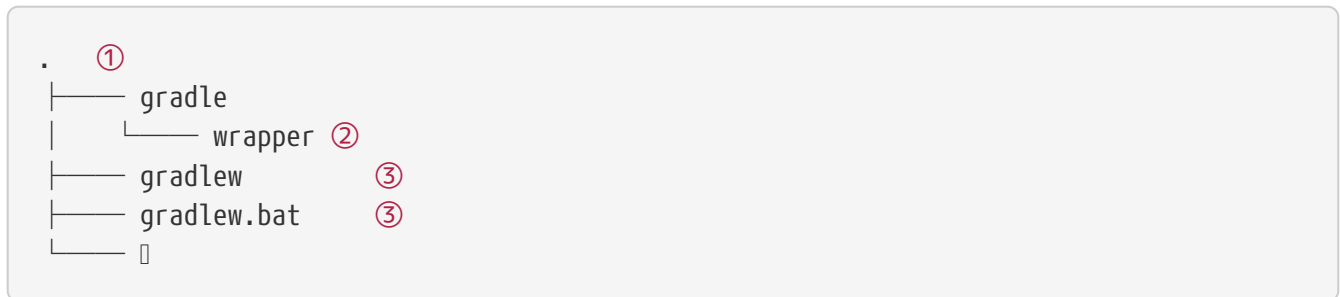 . ①
├── gradle
│ └── wrapper ②
├── gradlew ③
├── gradlew.bat ③
└──